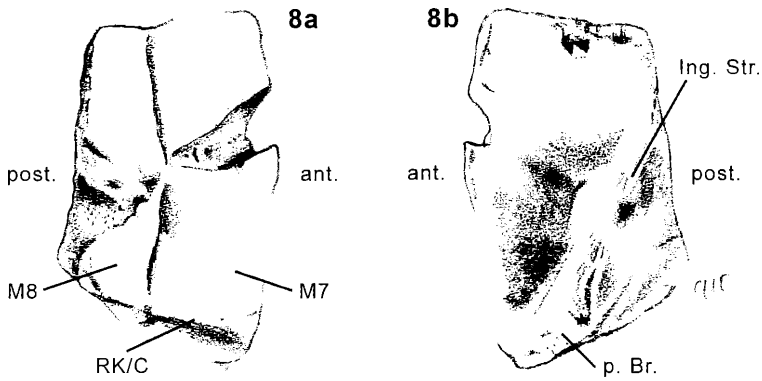 8a
8b
Ing. Str.
post.
ant.
ant.
post.
M8
M7
RK/C
p. Br.